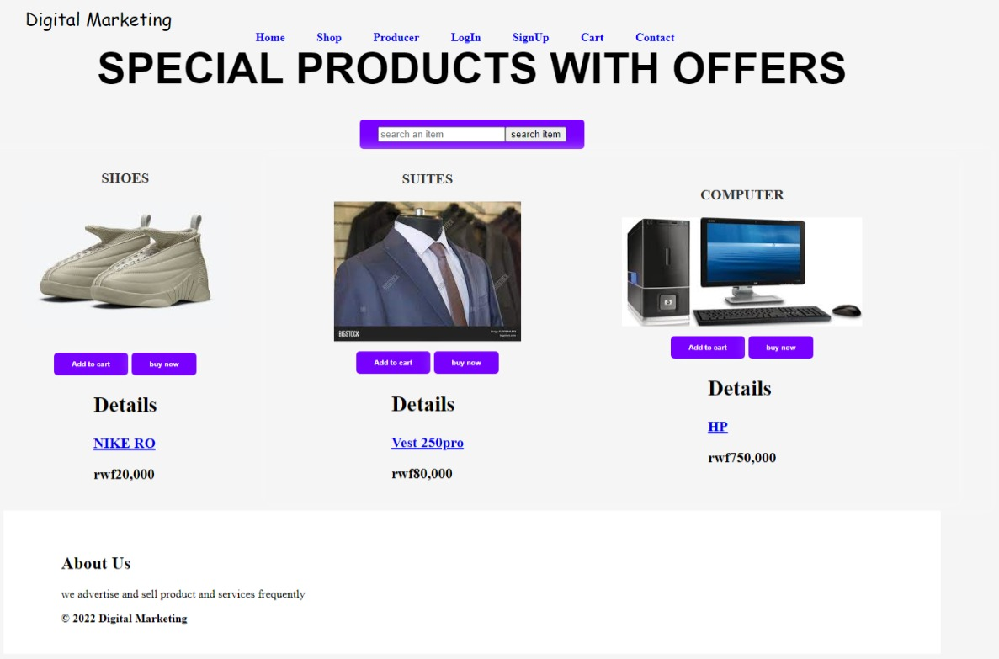 Digital Marketing
Home Shop Producer LogIn SignUp Cart Contact
SPECIAL PRODUCTS WITH OFFERS
search an item search item
SHOES
Add to cart buy now
Details
NIKE RO
rwf20,000
SUITES
BIGSTOCK
Add to cart buy now
Details
Vest 250pro
rwf80,000
COMPUTER
Add to cart buy now
Details
HP
rwf750,000
About Us
we advertise and sell product and services frequently
© 2022 Digital Marketing